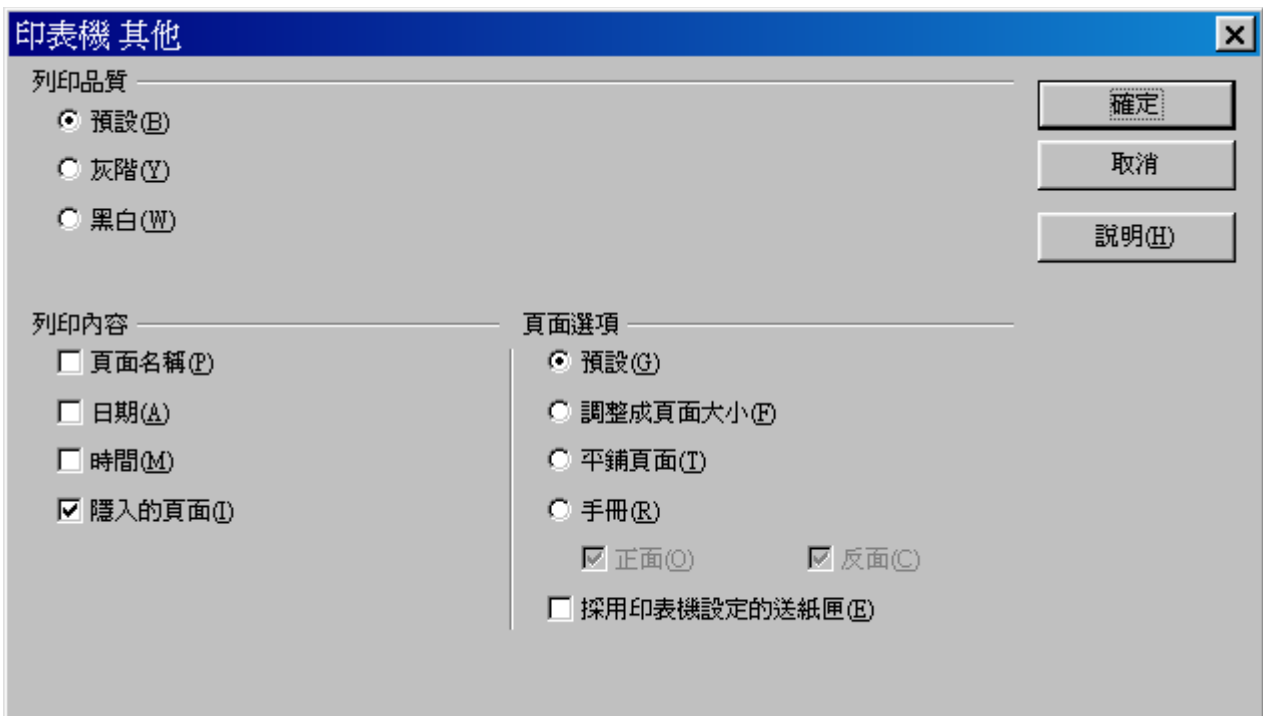 印表機 其他
列印品質
預設(B)
灰階(Y)
黑白(W)
確定
取消
說明(H)
列印內容
頁面名稱(P)
日期(A)
時間(M)
隱入的頁面(I)
頁面選項
預設(G)
調整成頁面大小(F)
平鋪頁面(T)
手冊(R)
正面(O) 反面(C)
採用印表機設定的送紙匣(E)